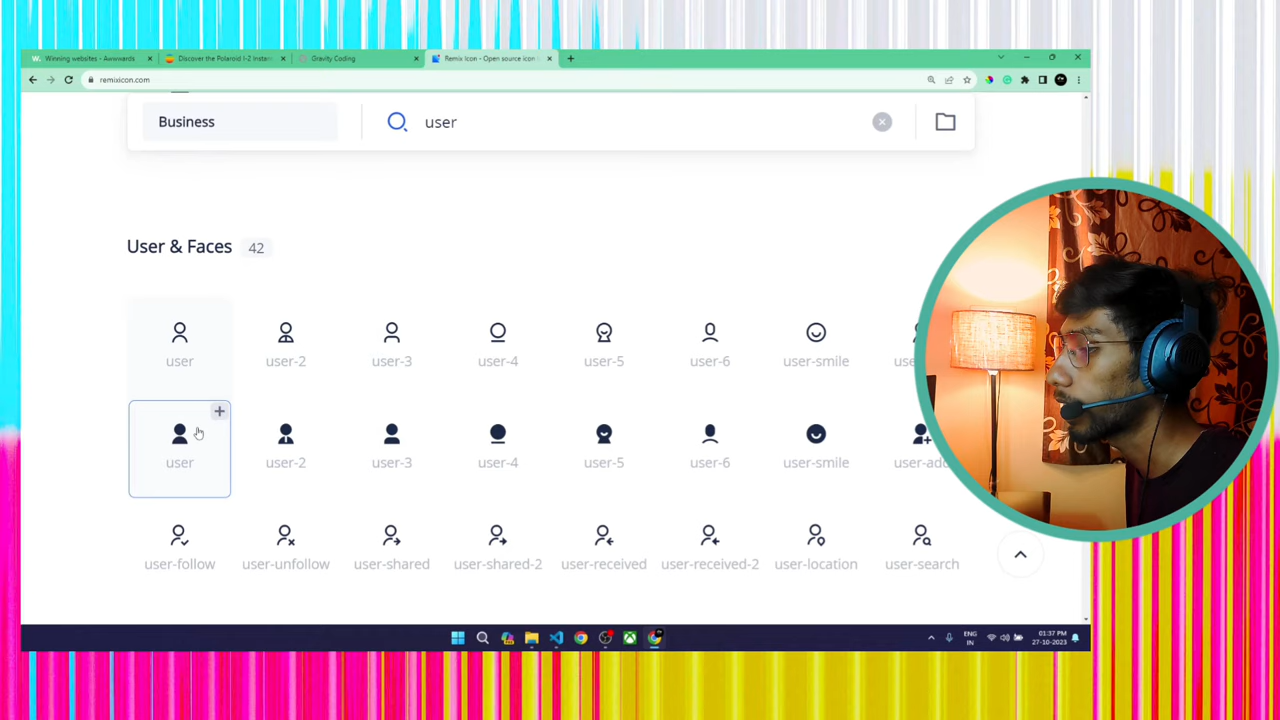 Winning websites - Awwwards
Discover the Polaroid I-2 Instan
Gravity Coding
Remix Icon - Open source icon l
remixicon.com
Business
user
User & Faces 42
user user-2 user-3 user-4 user-5 user-6 user-smile
user user-2 user-3 user-4 user-5 user-6 user-smile user-add
user-follow user-unfollow user-shared user-shared-2 user-received user-received-2 user-location user-search
ENG
IN
01:37 PM
27-10-2023